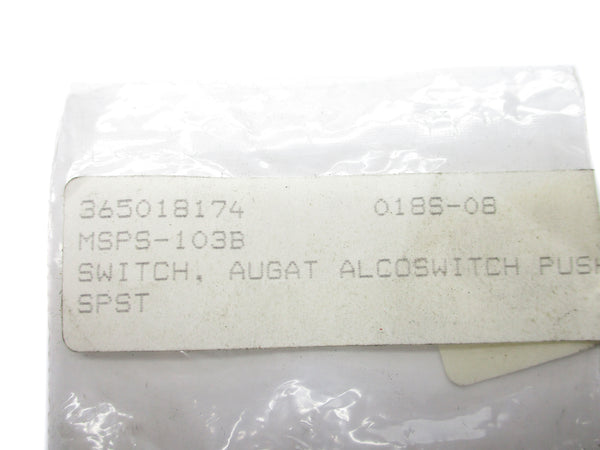 365018174 018S-08
MSPS-103B
SWITCH, AUGAT ALCOSWITCH PUSH
SPST